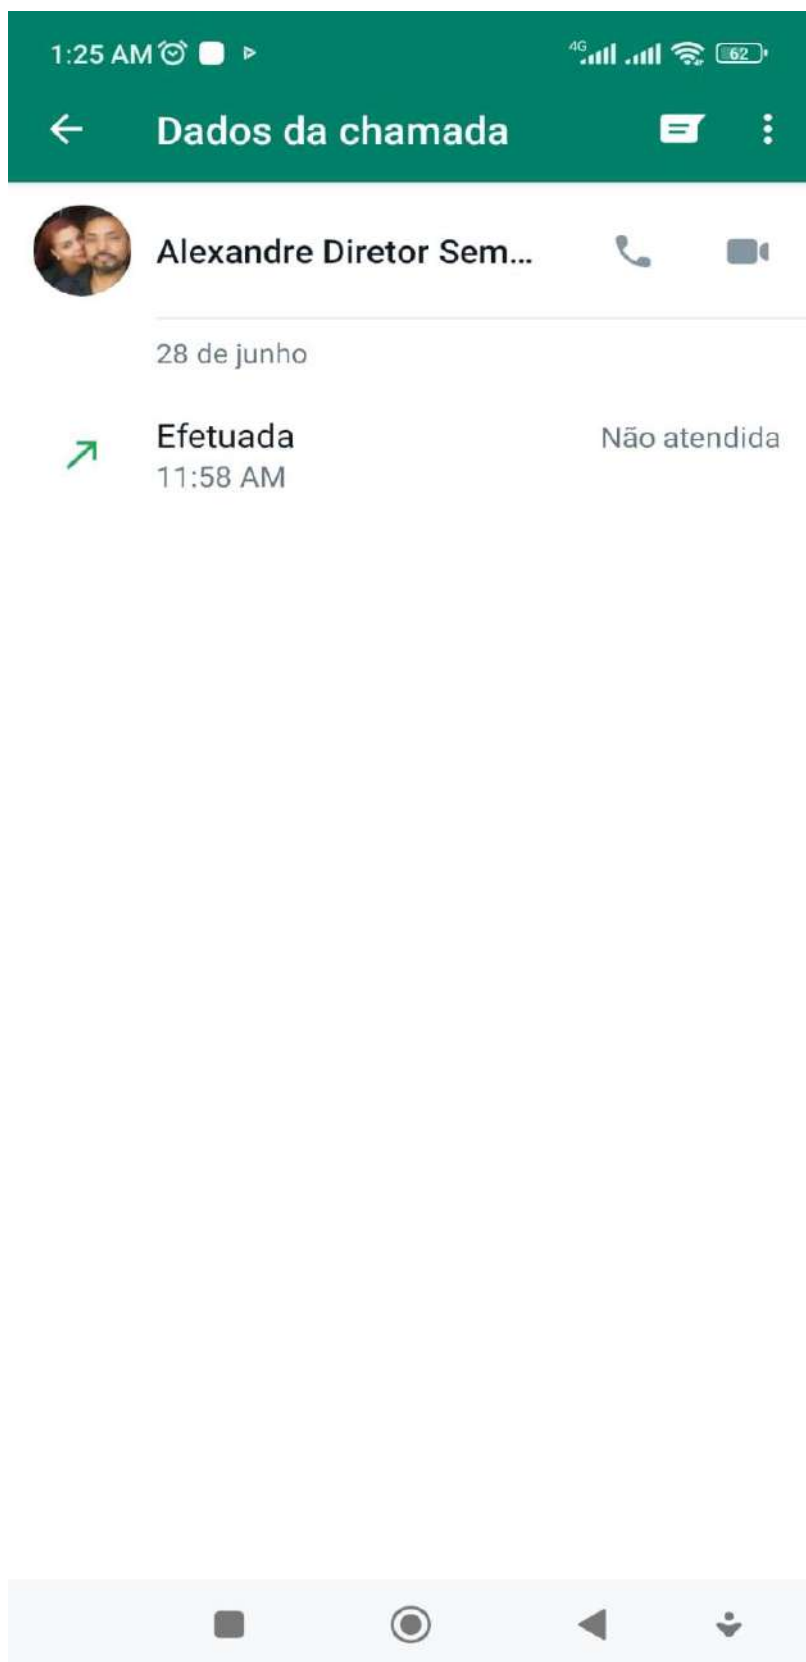 1:25 AM 4G 62
Dados da chamada
Alexandre Diretor Sem...
28 de junho
Efetuada Não atendida
11:58 AM